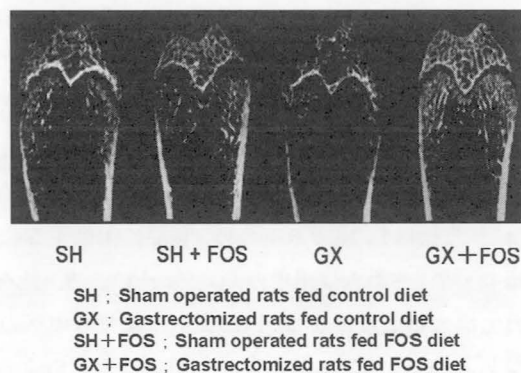 SH SH + FOS GX GX+FOS
SH ; Sham operated rats fed control diet
GX ; Gastrectomized rats fed control diet
SH+FOS ; Sham operated rats fed FOS diet
GX+FOS ; Gastrectomized rats fed FOS diet